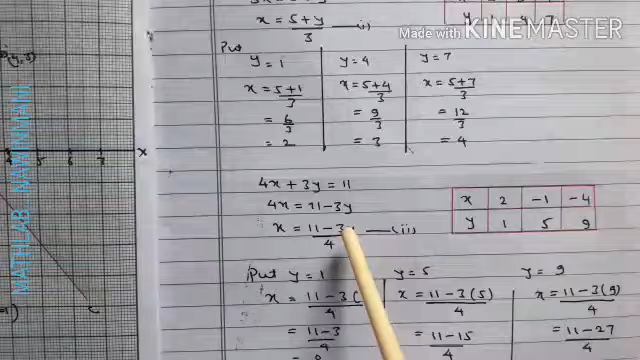 x = 5+y/3 —(i)
Made with KINEMASTER
Put
y=1 y=4 y=7
x = 5+1/3 x = 5+4/3 x = 5+7/3
= 6/3 = 9/3 = 12/3
= 2 = 3 = 4
4x + 3y = 11
4x = 11-3y
x = 11-3y/4 —(ii)
x 2 -1 -4
y 1 5 9
Put y=1 y=5 y=9
x = 11-3( /4 x = 11-3(5)/4 x = 11-3(9)/4
= 11-3/4 = 11-15/4 = 11-27/4
MATHLAB NAWINMANI
X